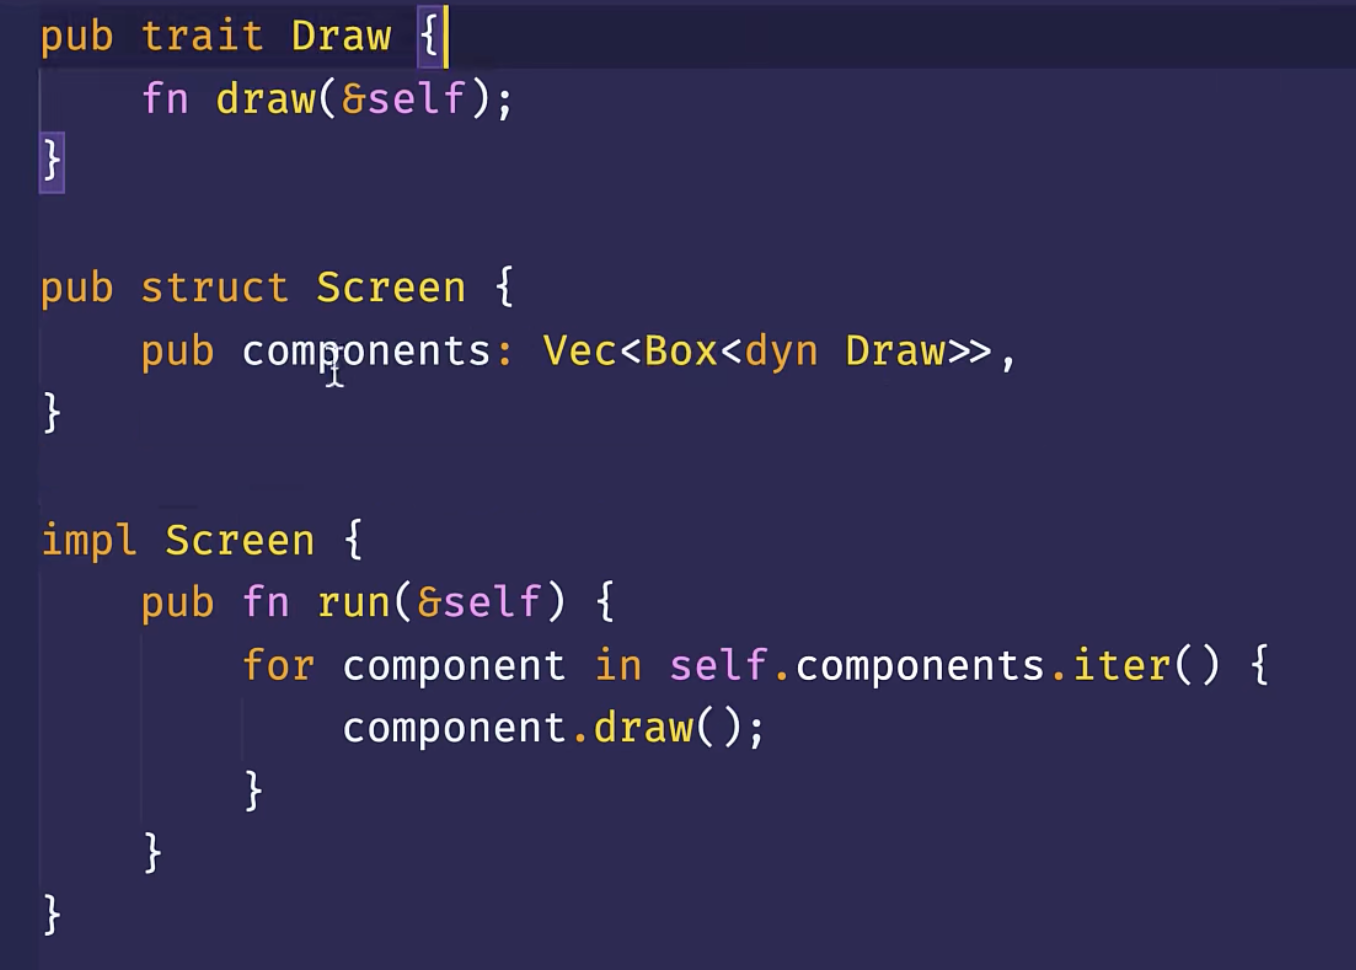 pub trait Draw {
    fn draw(&self);
}
pub struct Screen {
    pub components: Vec<Box<dyn Draw>>,
}
impl Screen {
    pub fn run(&self) {
        for component in self.components.iter() {
            component.draw();
        }
    }
}